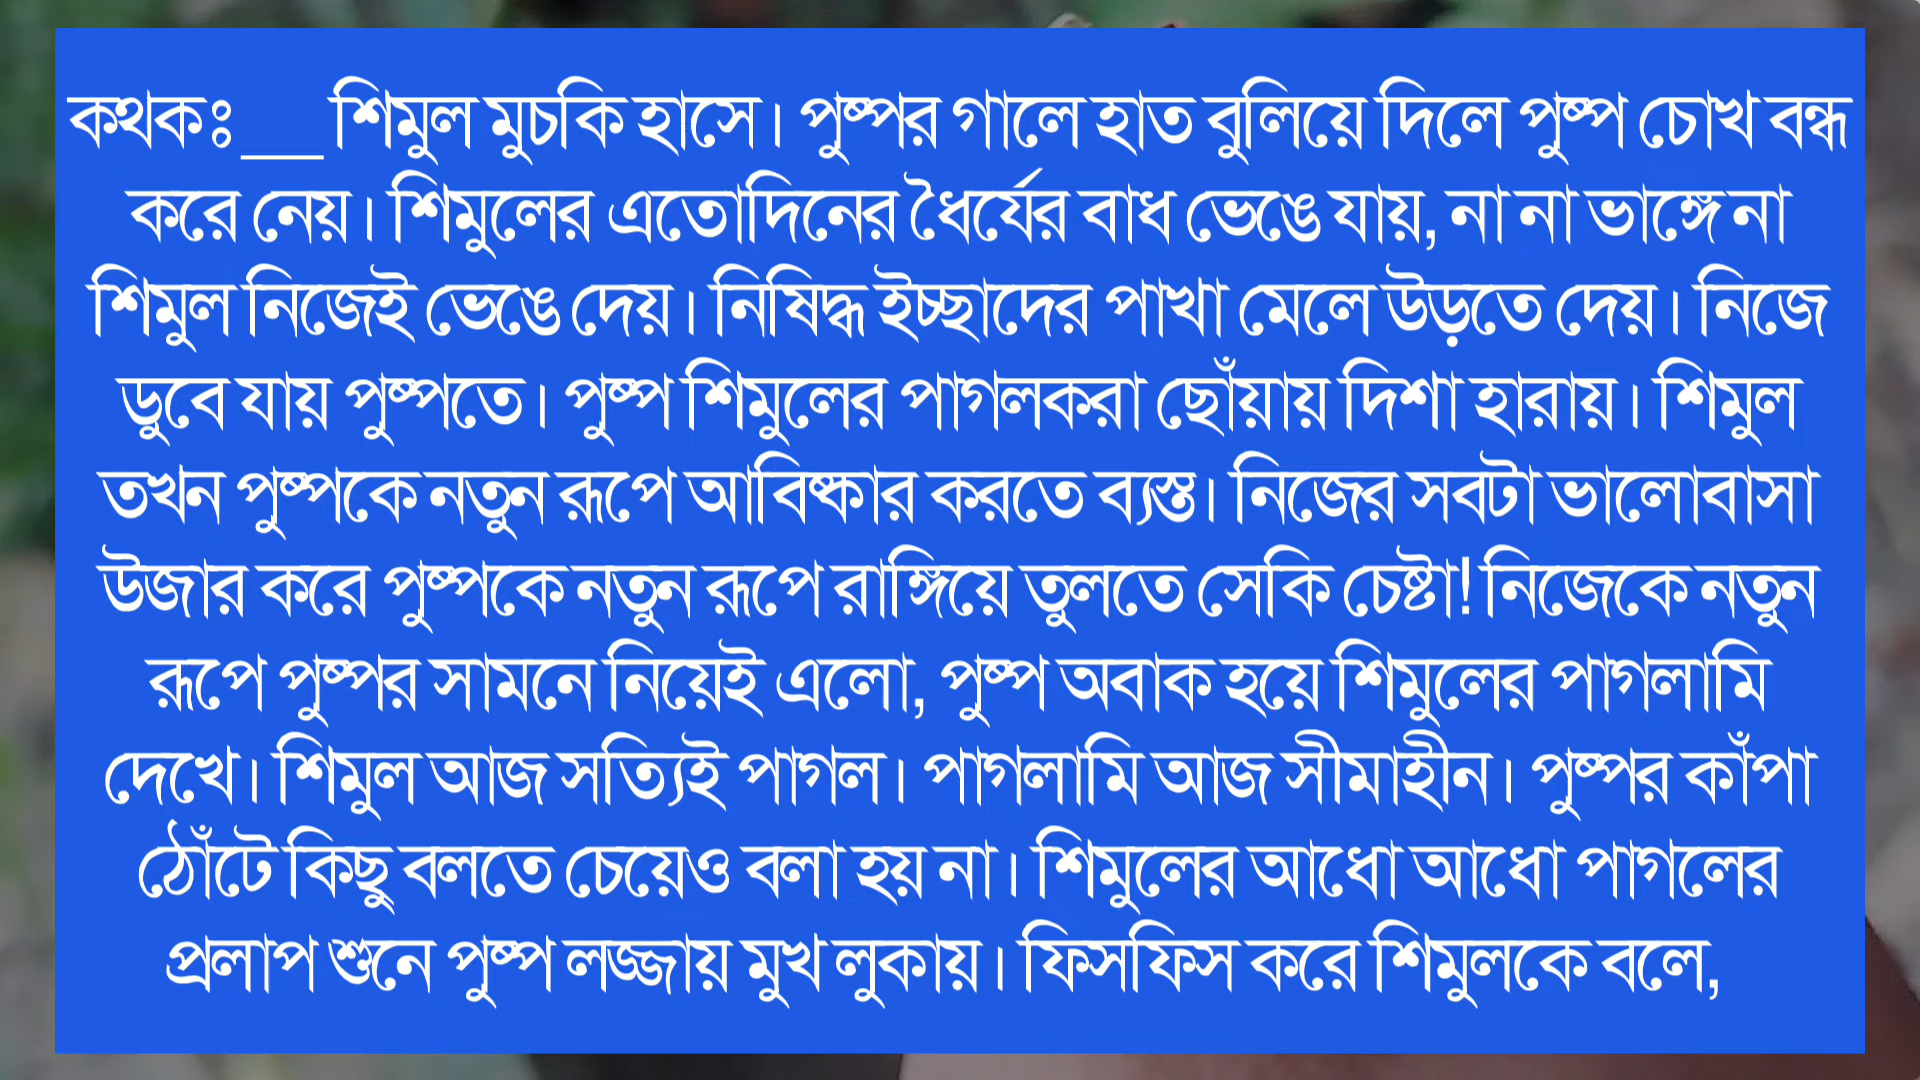 কথকঃ__শিমুল মুচকি হাসে। পুষ্পর গালে হাত বুলিয়ে দিলে পুষ্প চোখ বন্ধ
করে নেয়। শিমুলের এতোদিনের ধৈর্যের বাধ ভেঙে যায়, না না ভাঙ্গে না
শিমুল নিজেই ভেঙে দেয়। নিষিদ্ধ ইচ্ছাদের পাখা মেলে উড়তে দেয়। নিজে
ডুবে যায় পুষ্পতে। পুষ্প শিমুলের পাগলকরা ছোঁয়ায় দিশা হারায়। শিমুল
তখন পুষ্পকে নতুন রূপে আবিষ্কার করতে ব্যস্ত। নিজের সবটা ভালোবাসা
উজার করে পুষ্পকে নতুন রূপে রাঙ্গিয়ে তুলতে সেকি চেষ্টা! নিজেকে নতুন
রূপে পুষ্পর সামনে নিয়েই এলো, পুষ্প অবাক হয়ে শিমুলের পাগলামি
দেখে। শিমুল আজ সত্যিই পাগল। পাগলামি আজ সীমাহীন। পুষ্পর কাঁপা
ঠোঁটে কিছু বলতে চেয়েও বলা হয় না। শিমুলের আধো আধো পাগলের
প্রলাপ শুনে পুষ্প লজ্জায় মুখ লুকায়। ফিসফিস করে শিমুলকে বলে,